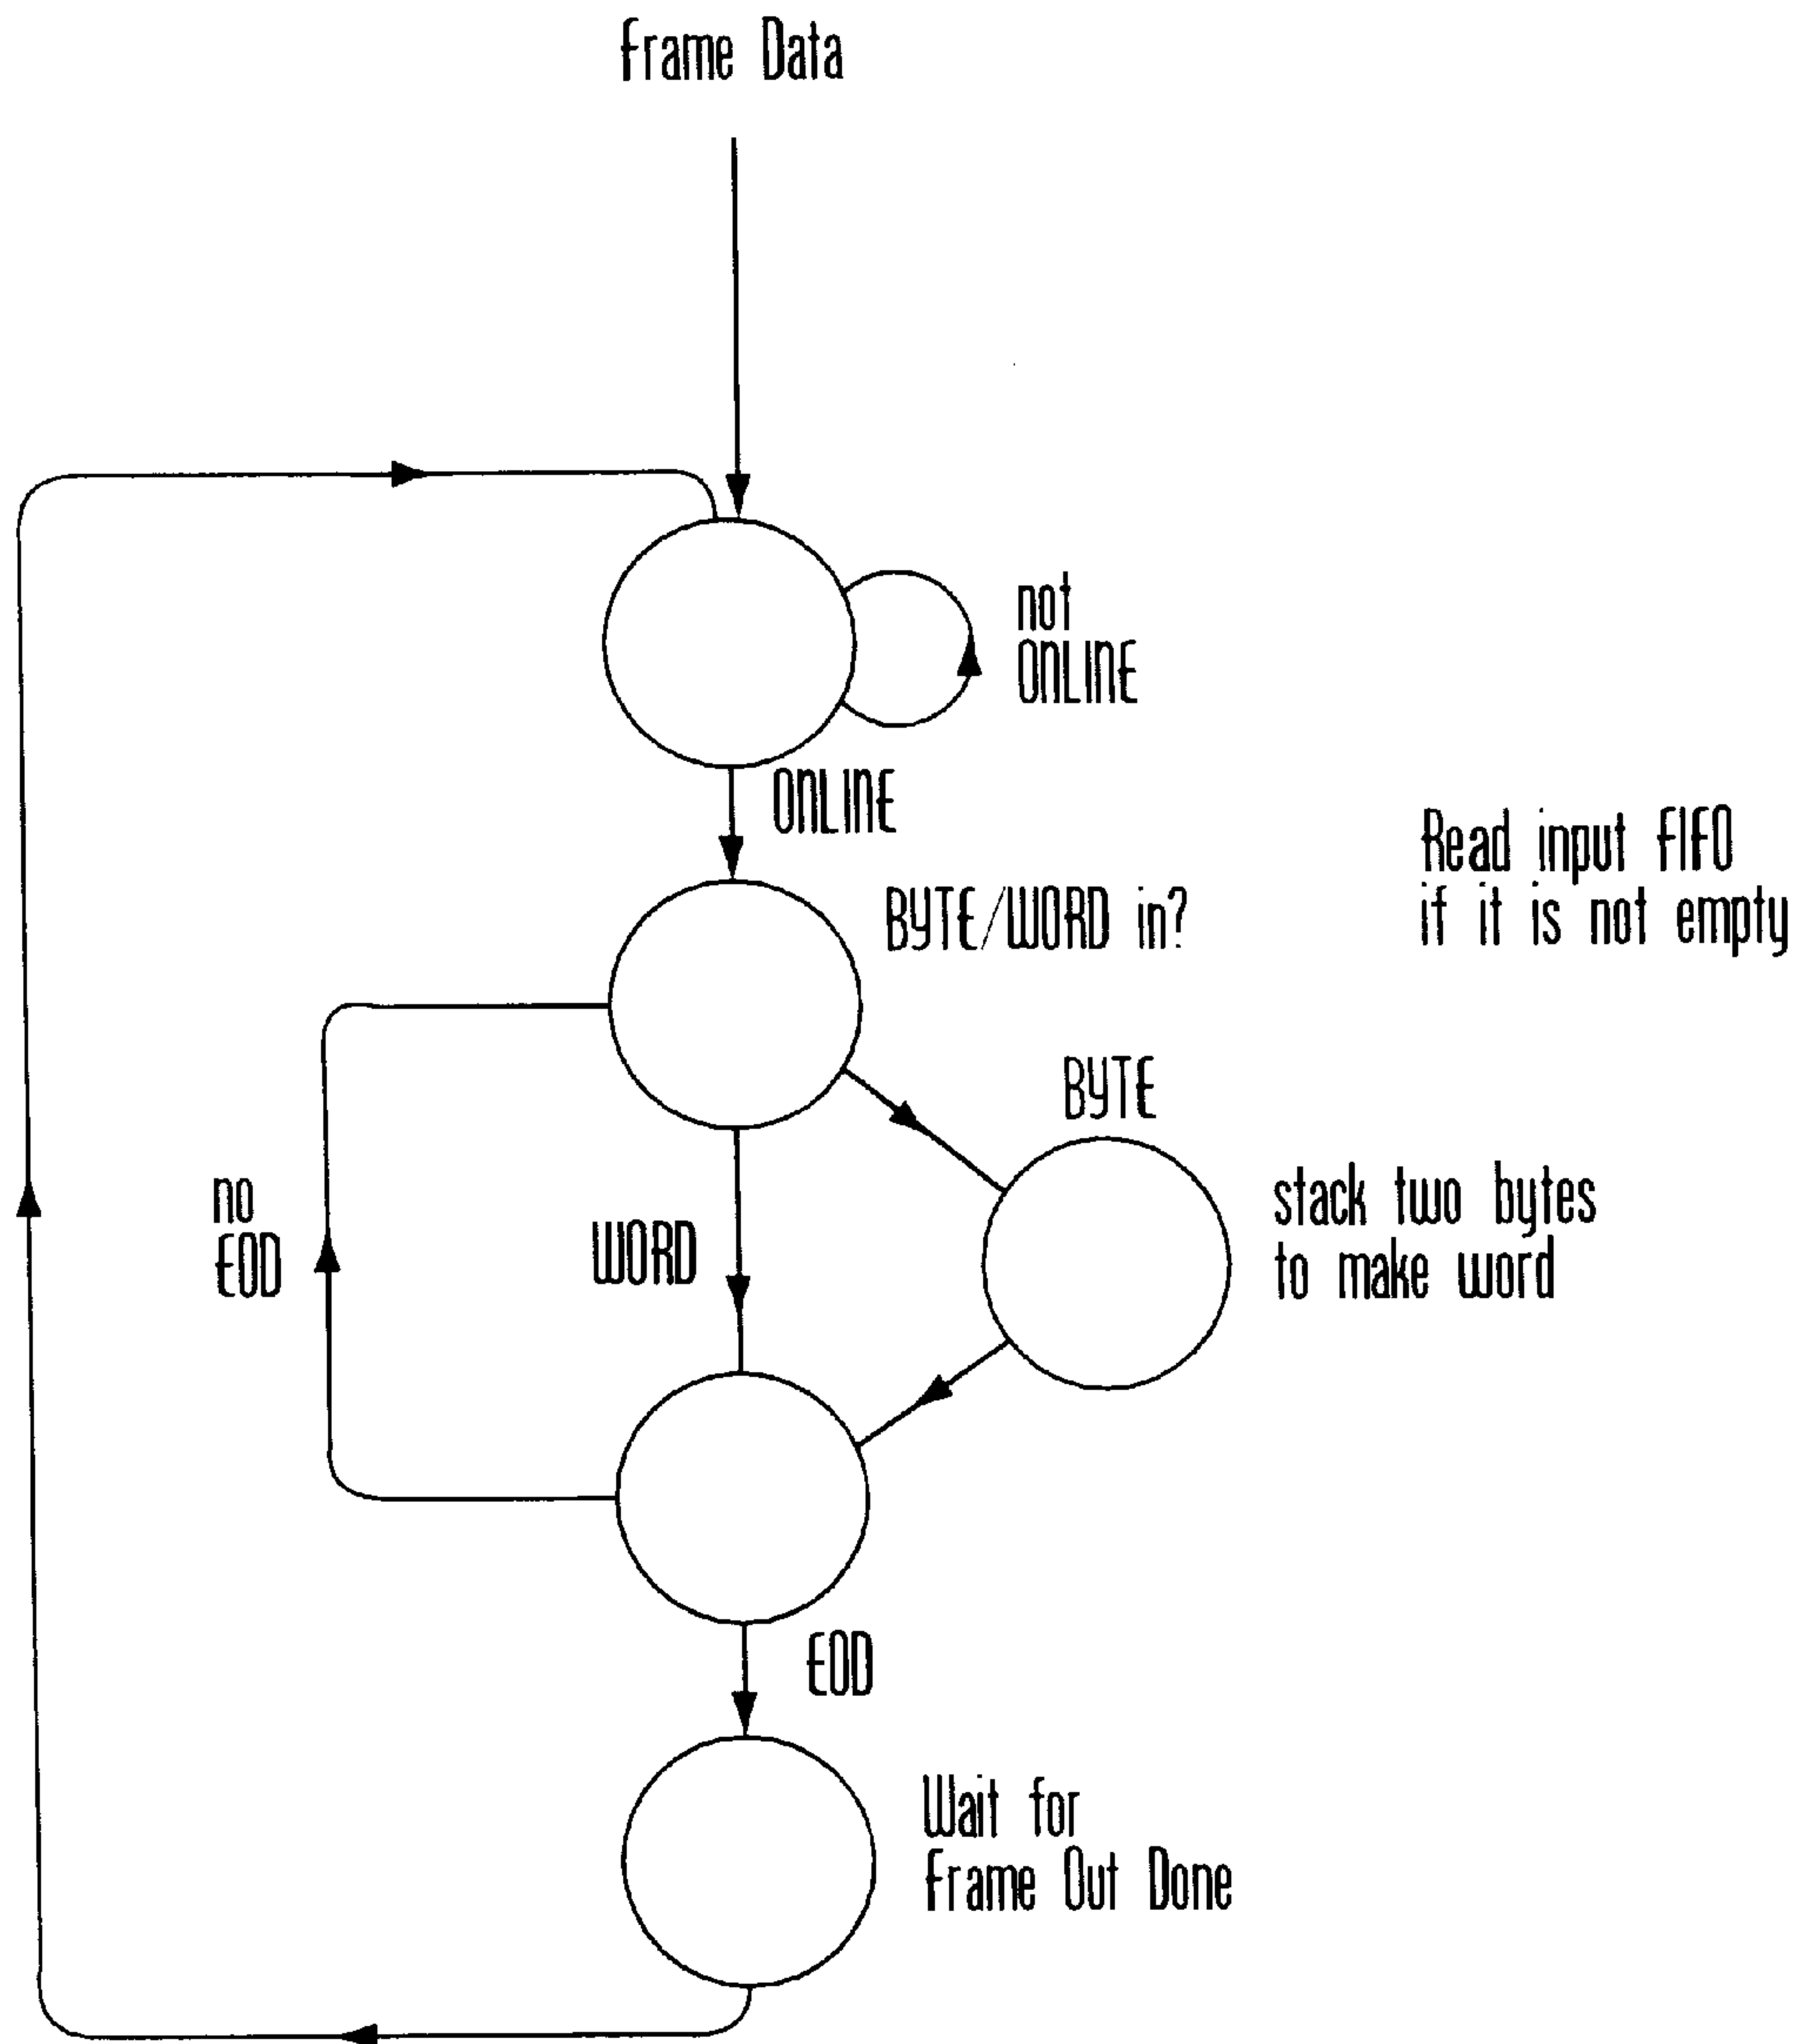 Frame Data
not
ONLINE
ONLINE
BYTE/WORD in?
Read input FIFO
if it is not empty
BYTE
no
EOD
WORD
stack two bytes
to make word
EOD
Wait for
Frame Out Done